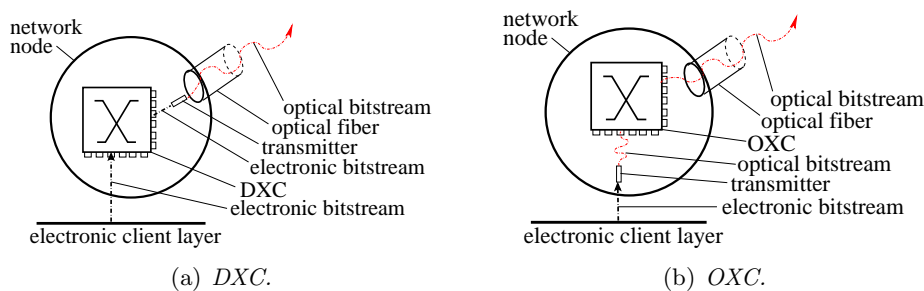 network
node
optical bitstream
optical fiber
transmitter
electronic bitstream
DXC
electronic bitstream
electronic client layer
(a) DXC.
network
node
optical bitstream
optical fiber
OXC
optical bitstream
transmitter
electronic bitstream
electronic client layer
(b) OXC.